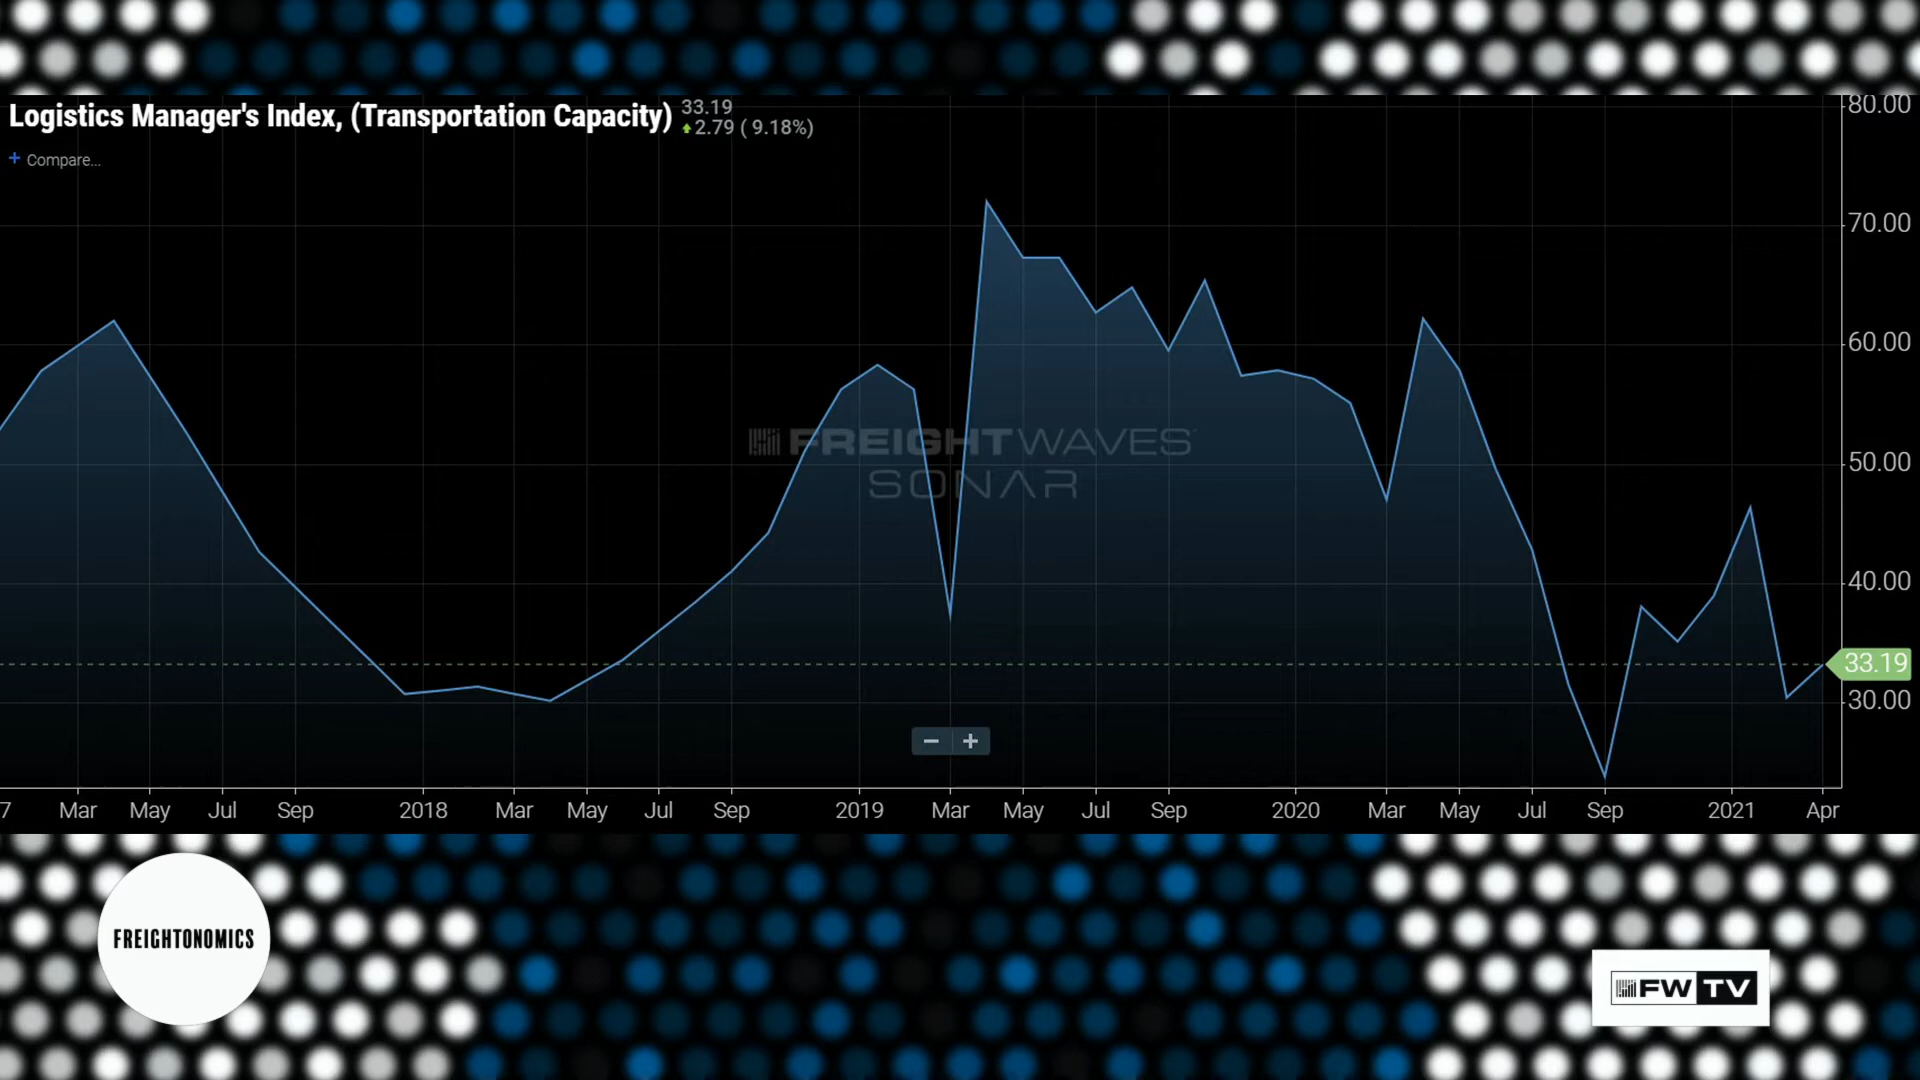 Logistics Manager's Index, (Transportation Capacity) 33.19
2.79 ( 9.18%)
+ Compare...
80.00
70.00
60.00
50.00
40.00
33.19
30.00
FREIGHTWAVES
SONAR
− +
7 Mar May Jul Sep 2018 Mar May Jul Sep 2019 Mar May Jul Sep 2020 Mar May Jul Sep 2021 Apr
FREIGHTONOMICS
FW TV